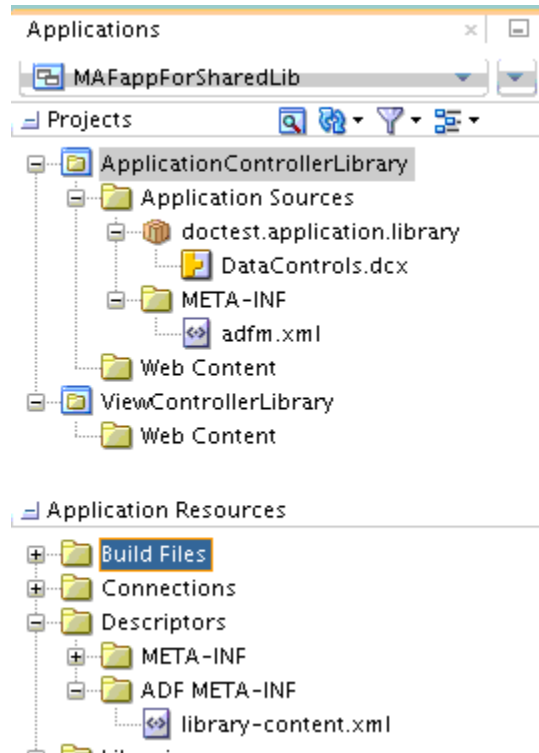 Applications
MAFappForSharedLib
Projects
ApplicationControllerLibrary
Application Sources
doctest.application.library
DataControls.dcx
META-INF
adfm.xml
Web Content
ViewControllerLibrary
Web Content
Application Resources
Build Files
Connections
Descriptors
META-INF
ADF META-INF
library-content.xml